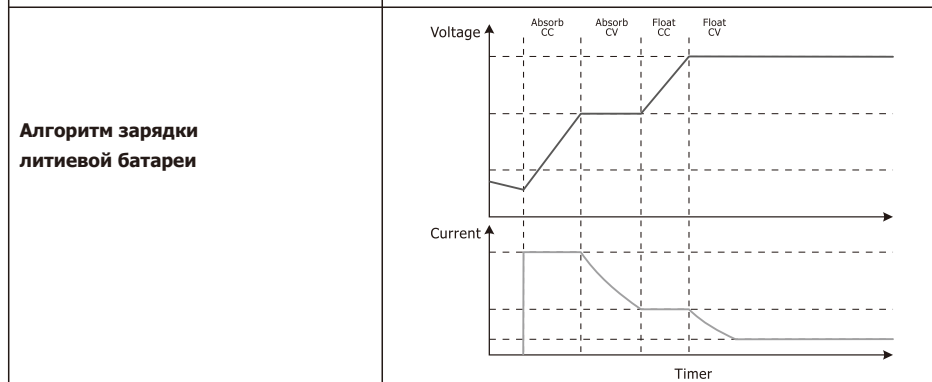 Алгоритм зарядки
литиевой батареи
Voltage
Absorb
CC
Absorb
CV
Float
CC
Float
CV
Current
Timer